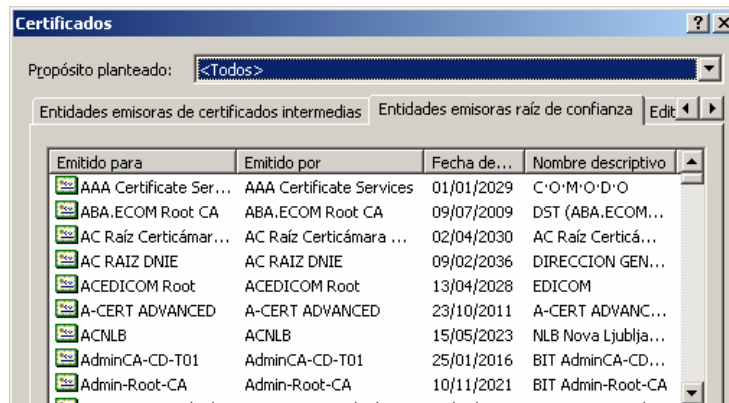 Certificados
Propósito planteado: <Todos>
Entidades emisoras de certificados intermedias Entidades emisoras raíz de confianza Edit
Emitido para Emitido por Fecha de... Nombre descriptivo
AAA Certificate Ser... AAA Certificate Services 01/01/2029 C·O·M·O·D·O
ABA.ECOM Root CA ABA.ECOM Root CA 09/07/2009 DST (ABA.ECOM...
AC Raíz Certicámar... AC Raíz Certicámara ... 02/04/2030 AC Raíz Certicá...
AC RAIZ DNIE AC RAIZ DNIE 09/02/2036 DIRECCION GEN...
ACEDICOM Root ACEDICOM Root 13/04/2028 EDICOM
A-CERT ADVANCED A-CERT ADVANCED 23/10/2011 A-CERT ADVANC...
ACNLB ACNLB 15/05/2023 NLB Nova Ljublja...
AdminCA-CD-T01 AdminCA-CD-T01 25/01/2016 BIT AdminCA-CD...
Admin-Root-CA Admin-Root-CA 10/11/2021 BIT Admin-Root-CA